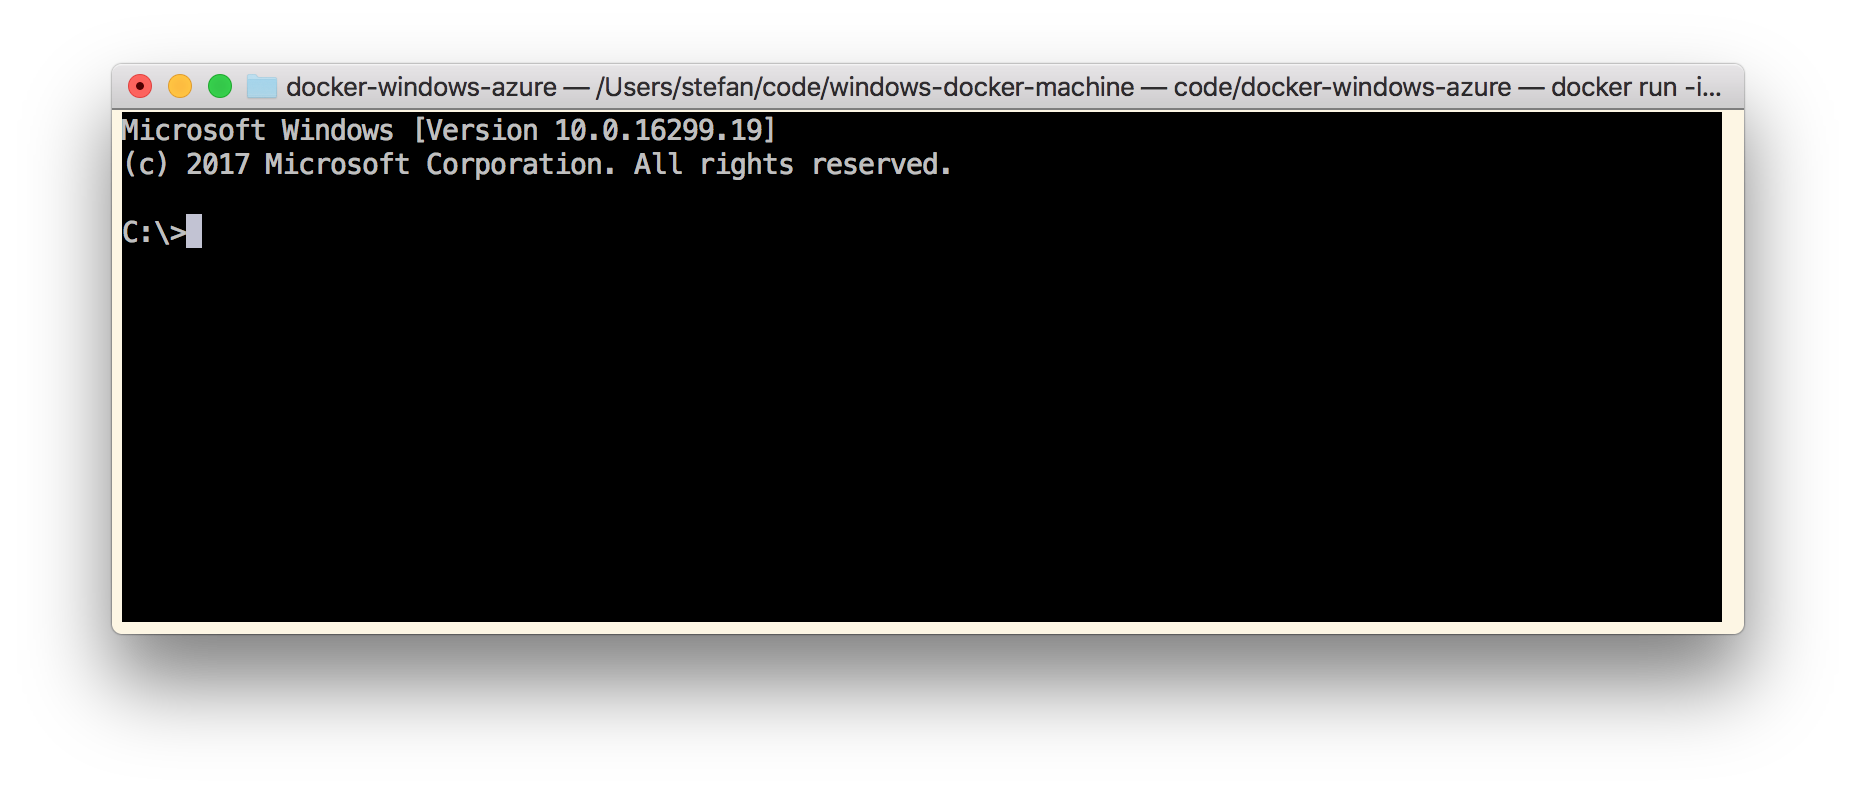 docker-windows-azure — /Users/stefan/code/windows-docker-machine — code/docker-windows-azure — docker run -i...
Microsoft Windows [Version 10.0.16299.19]
(c) 2017 Microsoft Corporation. All rights reserved.
C:\>